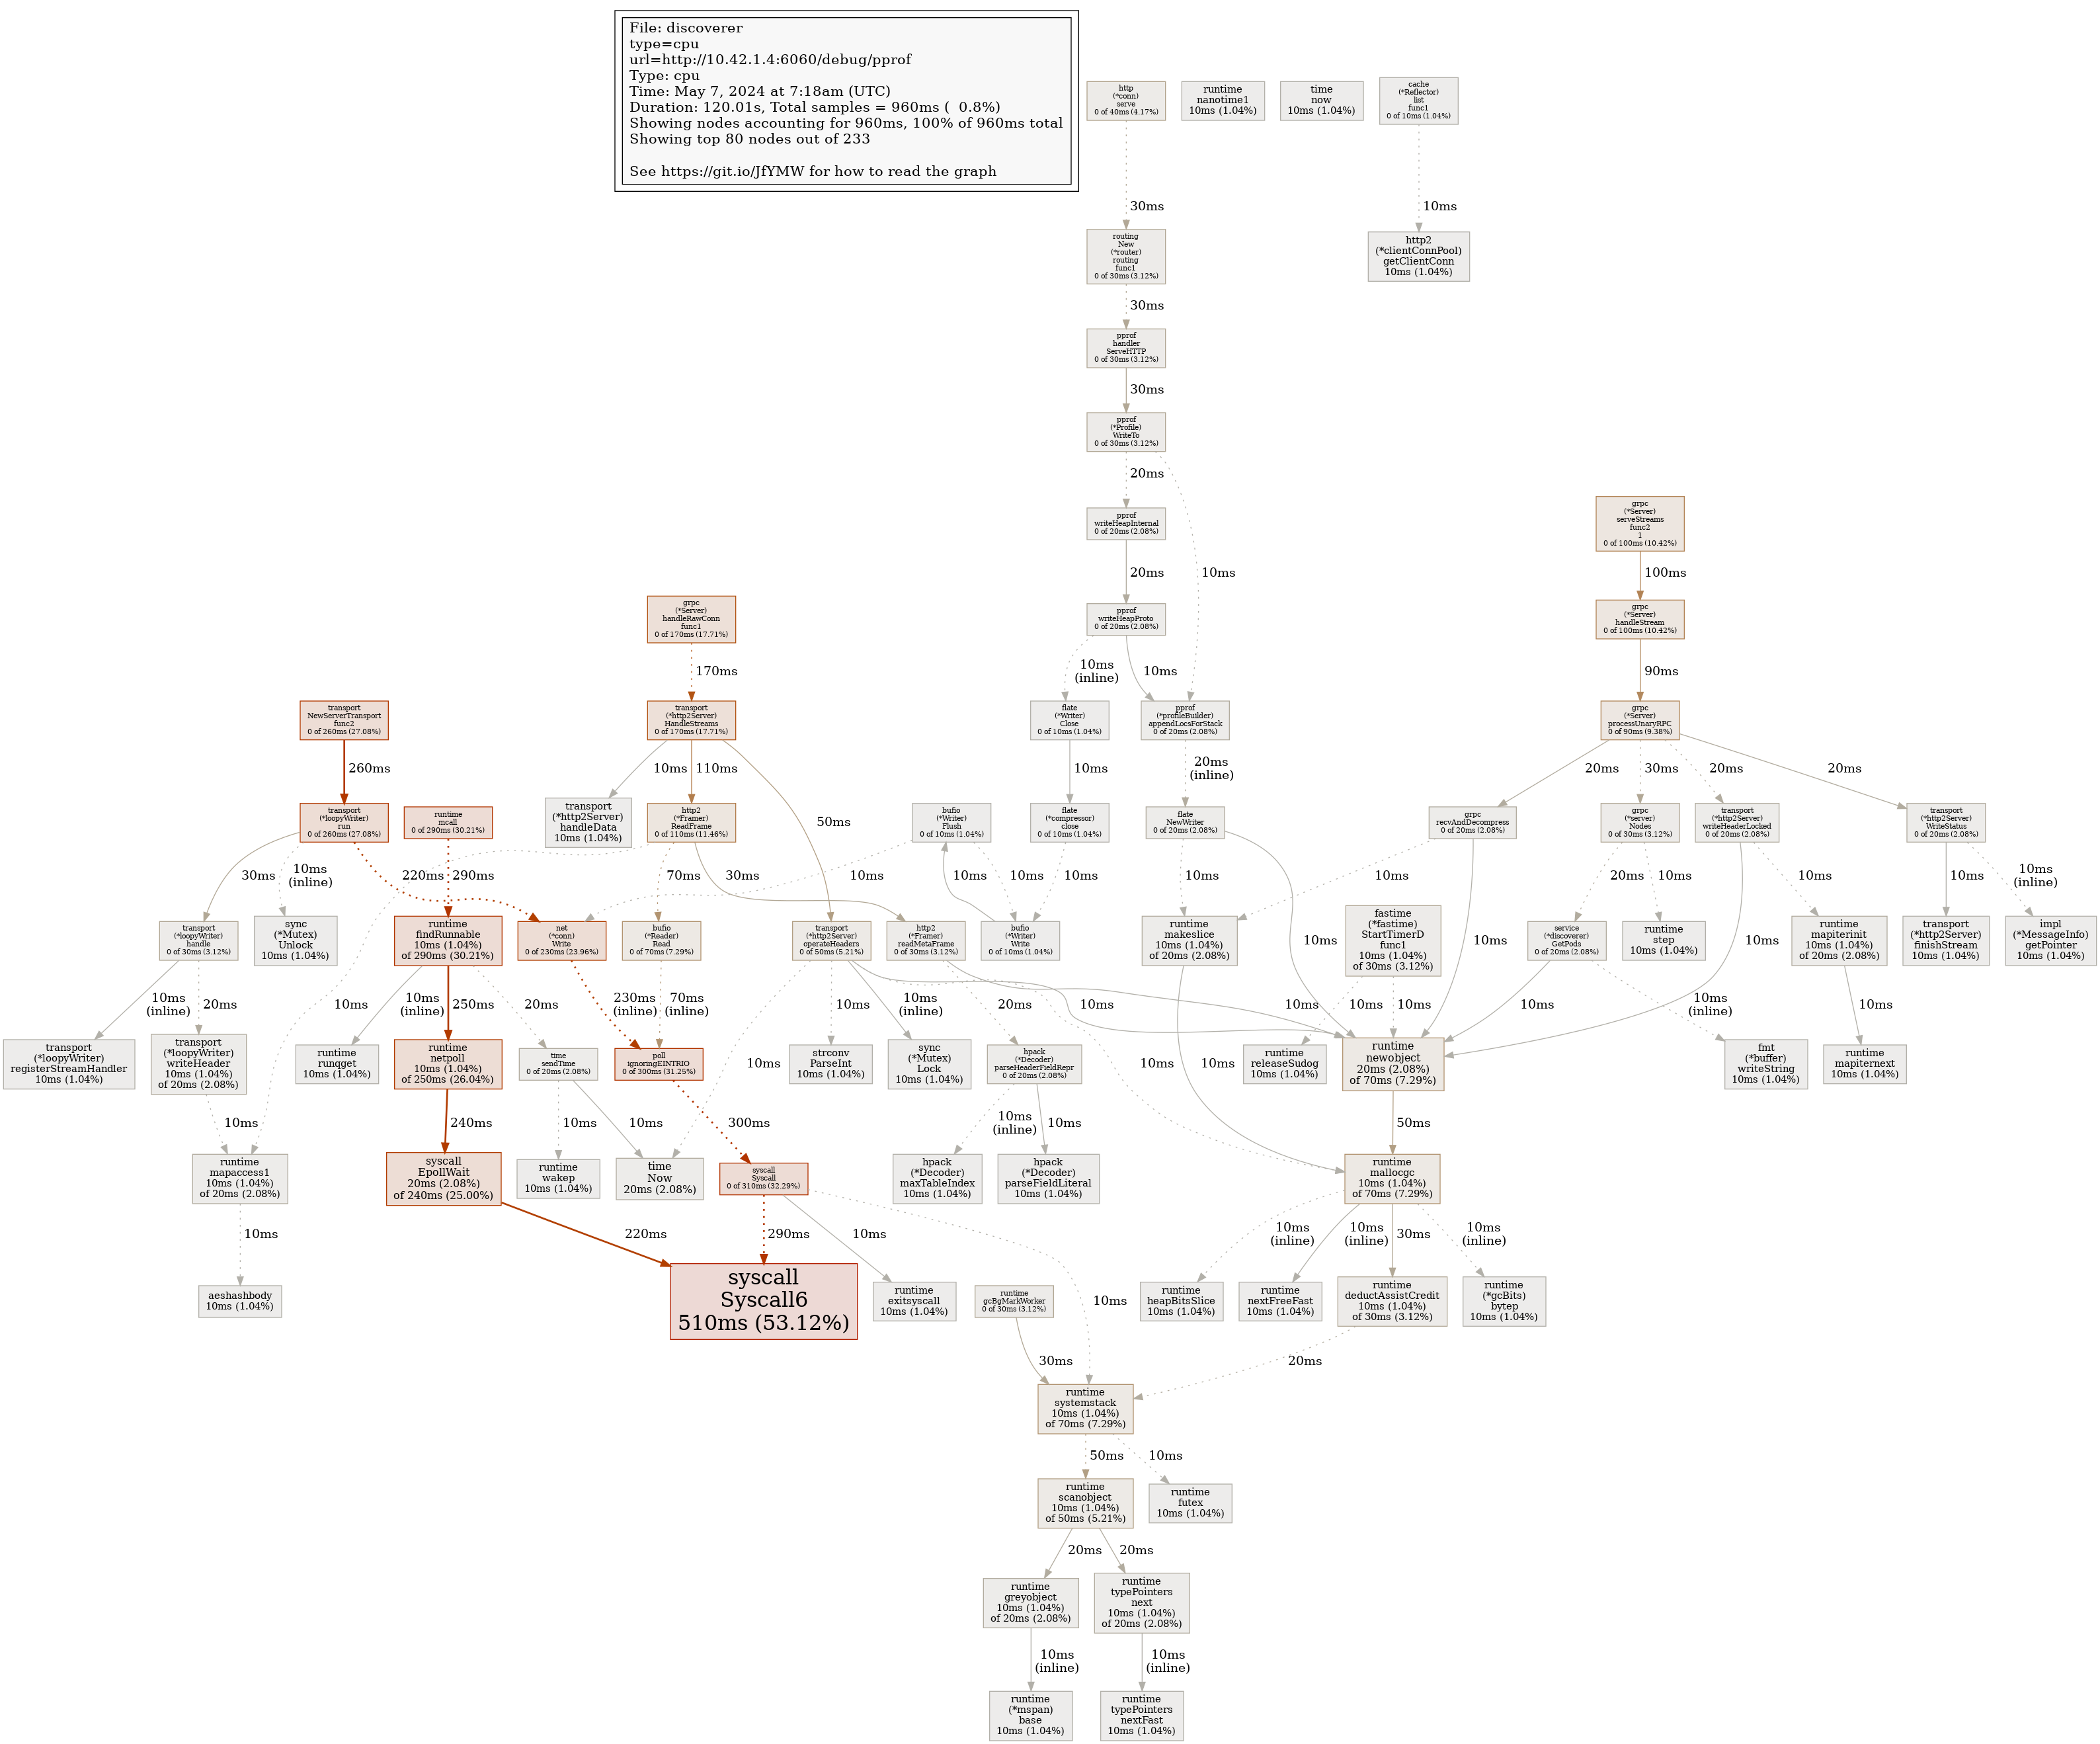 File: discoverer
type=cpu
url=http://10.42.1.4:6060/debug/pprof
Type: cpu
Time: May 7, 2024 at 7:18am (UTC)
Duration: 120.01s, Total samples = 960ms ( 0.8%)
Showing nodes accounting for 960ms, 100% of 960ms total
Showing top 80 nodes out of 233
See https://git.io/JfYMW for how to read the graph
http
(*conn)
serve
0 of 40ms (4.17%)
runtime
nanotime1
10ms (1.04%)
time
now
10ms (1.04%)
cache
(*Reflector)
list
func1
0 of 10ms (1.04%)
30ms
10ms
routing
New
(*router)
routing
func1
0 of 30ms (3.12%)
http2
(*clientConnPool)
getClientConn
10ms (1.04%)
30ms
pprof
handler
ServeHTTP
0 of 30ms (3.12%)
30ms
pprof
(*Profile)
WriteTo
0 of 30ms (3.12%)
20ms
pprof
writeHeapInternal
0 of 20ms (2.08%)
grpc
(*Server)
serveStreams
func2
1
0 of 100ms (10.42%)
20ms
10ms
100ms
grpc
(*Server)
handleRawConn
func1
0 of 170ms (17.71%)
pprof
writeHeapProto
0 of 20ms (2.08%)
grpc
(*Server)
handleStream
0 of 100ms (10.42%)
170ms
10ms
(inline)
10ms
90ms
transport
NewServerTransport
func2
0 of 260ms (27.08%)
transport
(*http2Server)
HandleStreams
0 of 170ms (17.71%)
flate
(*Writer)
Close
0 of 10ms (1.04%)
pprof
(*profileBuilder)
appendLocsForStack
0 of 20ms (2.08%)
grpc
(*Server)
processUnaryRPC
0 of 90ms (9.38%)
260ms
10ms
110ms
10ms
20ms
(inline)
20ms
30ms
20ms
20ms
transport
(*loopyWriter)
run
0 of 260ms (27.08%)
runtime
mcall
0 of 290ms (30.21%)
transport
(*http2Server)
handleData
10ms (1.04%)
http2
(*Framer)
ReadFrame
0 of 110ms (11.46%)
50ms
bufio
(*Writer)
Flush
0 of 10ms (1.04%)
flate
(*compressor)
close
0 of 10ms (1.04%)
flate
NewWriter
0 of 20ms (2.08%)
grpc
recvAndDecompress
0 of 20ms (2.08%)
grpc
(*server)
Nodes
0 of 30ms (3.12%)
transport
(*http2Server)
writeHeaderLocked
0 of 20ms (2.08%)
transport
(*http2Server)
WriteStatus
0 of 20ms (2.08%)
30ms
10ms
(inline)
220ms
290ms
70ms
30ms
10ms
10ms
10ms
10ms
10ms
10ms
20ms
10ms
10ms
10ms
10ms
(inline)
transport
(*loopyWriter)
handle
0 of 30ms (3.12%)
sync
(*Mutex)
Unlock
10ms (1.04%)
runtime
findRunnable
10ms (1.04%)
of 290ms (30.21%)
net
(*conn)
Write
0 of 230ms (23.96%)
bufio
(*Reader)
Read
0 of 70ms (7.29%)
transport
(*http2Server)
operateHeaders
0 of 50ms (5.21%)
http2
(*Framer)
readMetaFrame
0 of 30ms (3.12%)
bufio
(*Writer)
Write
0 of 10ms (1.04%)
runtime
makeslice
10ms (1.04%)
of 20ms (2.08%)
10ms
fastime
(*fastime)
StartTimerD
func1
10ms (1.04%)
of 30ms (3.12%)
10ms
service
(*discoverer)
GetPods
0 of 20ms (2.08%)
runtime
step
10ms (1.04%)
10ms
runtime
mapiterinit
10ms (1.04%)
of 20ms (2.08%)
transport
(*http2Server)
finishStream
10ms (1.04%)
impl
(*MessageInfo)
getPointer
10ms (1.04%)
10ms
(inline)
20ms
10ms
10ms
(inline)
250ms
20ms
230ms
(inline)
70ms
(inline)
10ms
10ms
(inline)
20ms
10ms
10ms
10ms
10ms
10ms
10ms
(inline)
10ms
transport
(*loopyWriter)
registerStreamHandler
10ms (1.04%)
transport
(*loopyWriter)
writeHeader
10ms (1.04%)
of 20ms (2.08%)
runtime
runqget
10ms (1.04%)
runtime
netpoll
10ms (1.04%)
of 250ms (26.04%)
time
sendTime
0 of 20ms (2.08%)
poll
ignoringEINTRIO
0 of 300ms (31.25%)
10ms
strconv
ParseInt
10ms (1.04%)
sync
(*Mutex)
Lock
10ms (1.04%)
hpack
(*Decoder)
parseHeaderFieldRepr
0 of 20ms (2.08%)
10ms
10ms
runtime
releaseSudog
10ms (1.04%)
runtime
newobject
20ms (2.08%)
of 70ms (7.29%)
fmt
(*buffer)
writeString
10ms (1.04%)
runtime
mapiternext
10ms (1.04%)
10ms
240ms
10ms
10ms
300ms
10ms
(inline)
10ms
50ms
runtime
mapaccess1
10ms (1.04%)
of 20ms (2.08%)
syscall
EpollWait
20ms (2.08%)
of 240ms (25.00%)
runtime
wakep
10ms (1.04%)
time
Now
20ms (2.08%)
syscall
Syscall
0 of 310ms (32.29%)
hpack
(*Decoder)
maxTableIndex
10ms (1.04%)
hpack
(*Decoder)
parseFieldLiteral
10ms (1.04%)
runtime
mallocgc
10ms (1.04%)
of 70ms (7.29%)
10ms
220ms
290ms
10ms
10ms
(inline)
10ms
(inline)
30ms
10ms
(inline)
aeshashbody
10ms (1.04%)
syscall
Syscall6
510ms (53.12%)
runtime
exitsyscall
10ms (1.04%)
runtime
gcBgMarkWorker
0 of 30ms (3.12%)
10ms
runtime
heapBitsSlice
10ms (1.04%)
runtime
nextFreeFast
10ms (1.04%)
runtime
deductAssistCredit
10ms (1.04%)
of 30ms (3.12%)
runtime
(*gcBits)
bytep
10ms (1.04%)
30ms
20ms
runtime
systemstack
10ms (1.04%)
of 70ms (7.29%)
50ms
10ms
runtime
scanobject
10ms (1.04%)
of 50ms (5.21%)
runtime
futex
10ms (1.04%)
20ms
20ms
runtime
greyobject
10ms (1.04%)
of 20ms (2.08%)
runtime
typePointers
next
10ms (1.04%)
of 20ms (2.08%)
10ms
(inline)
10ms
(inline)
runtime
(*mspan)
base
10ms (1.04%)
runtime
typePointers
nextFast
10ms (1.04%)